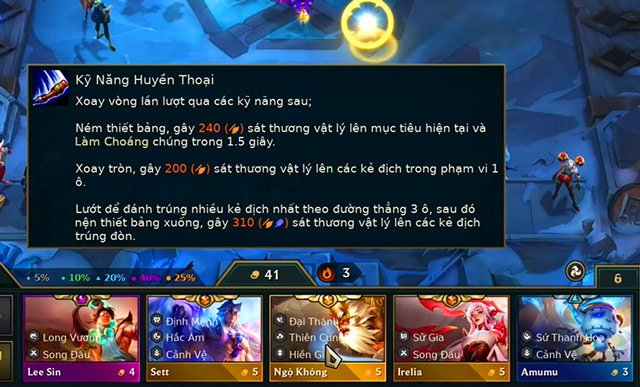 Kỹ Năng Huyền Thoại
Xoay vòng lần lượt qua các kỹ năng sau;
Ném thiết bảng, gây 240 ( ) sát thương vật lý lên mục tiêu hiện tại và
Làm Choáng chúng trong 1.5 giây.
Xoay tròn, gây 200 ( ) sát thương vật lý lên các kẻ địch trong phạm vi 1
ô.
Lướt để đánh trúng nhiều kẻ địch nhất theo đường thẳng 3 ô, sau đó
nện thiết bảng xuống, gây 310 ( ) sát thương vật lý lên các kẻ địch
trúng đòn.
5% 10% 20% 40% 25%
41
3
6
Long Vương
Song Đấu
Lee Sin 4
Định Mệnh
Hắc Ám
Cảnh Vệ
Sett 5
Đại Thánh
Thiên Cung
Hiền
Ngộ Không 5
Sử Gia
Song Đấu
Irelia 5
Sứ Thanh Hoa
Cảnh Vệ
Amumu 3